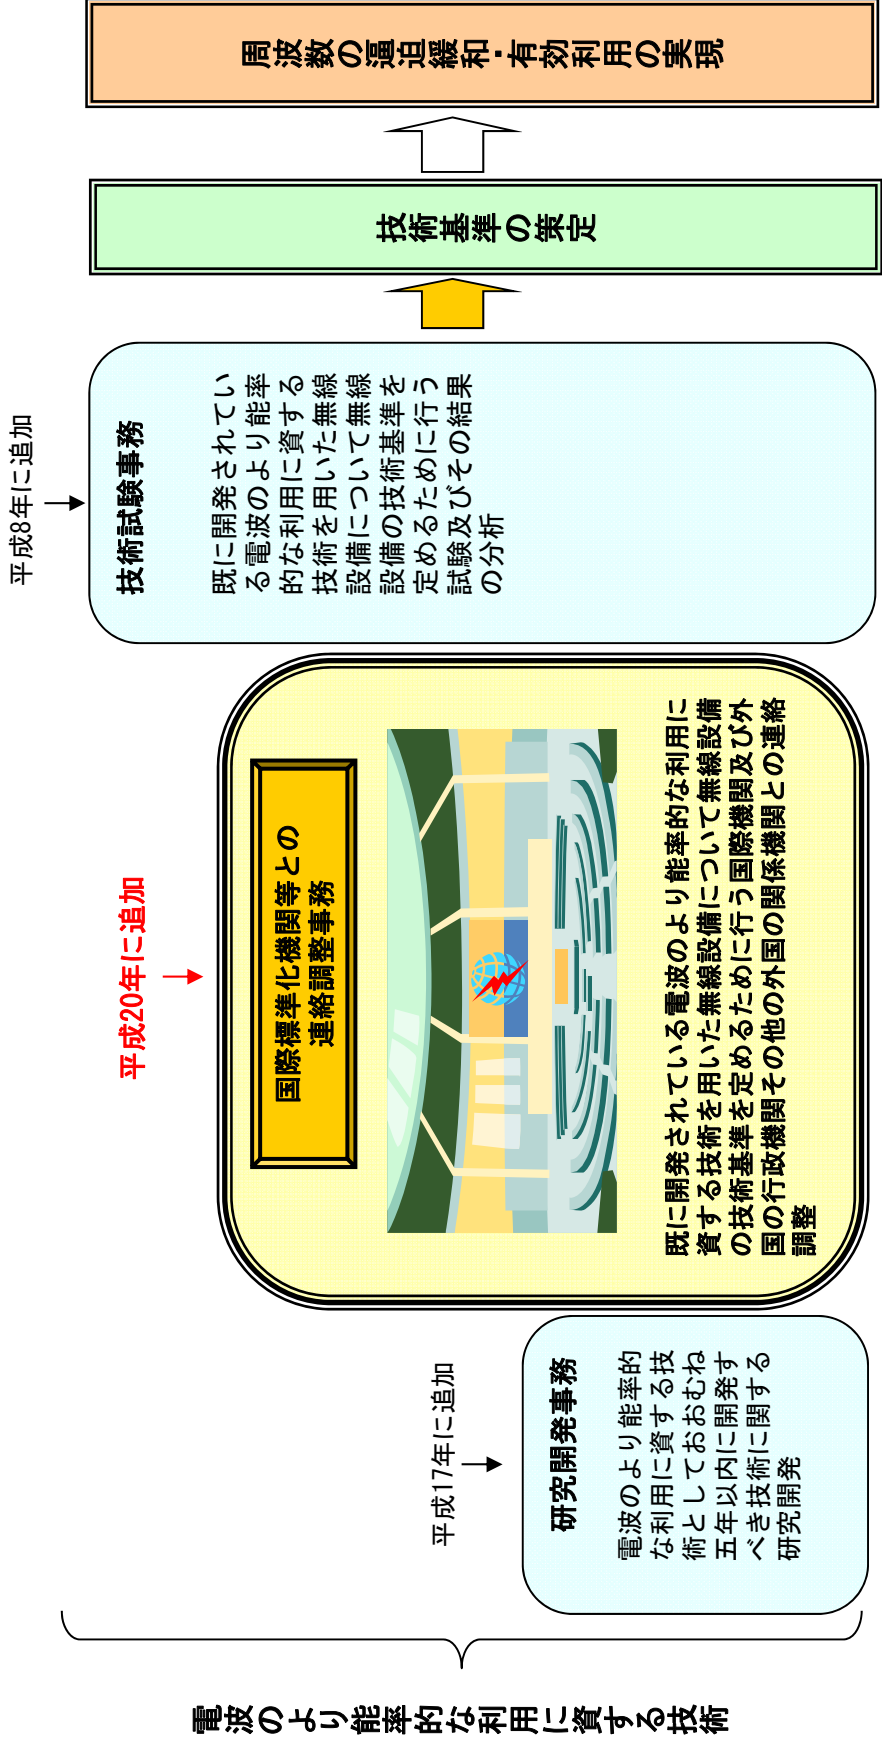 電波のより能率的な利用に資する技術
平成17年に追加
研究開発事務
電波のより能率的
な利用に資する技
術としておおむね
五年以内に開発す
べき技術に関する
研究開発
平成20年に追加
国際標準化機関等との
連絡調整事務
既に開発されている電波のより能率的な利用に
資する技術を用いた無線設備について無線設備
の技術基準を定めるために行う国際機関及び外
国の行政機関その他の外国の関係機関との連絡
調整
平成8年に追加
技術試験事務
既に開発されてい
る電波のより能率
的な利用に資する
技術を用いた無線
設備について無線
設備の技術基準を
定めるために行う
試験及びその結果
の分析
技術基準の策定
周波数の逼迫緩和・有効利用の実現